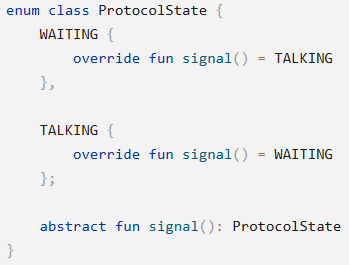 enum class ProtocolState {
    WAITING {
        override fun signal() = TALKING
    },

    TALKING {
        override fun signal() = WAITING
    };

    abstract fun signal(): ProtocolState
}